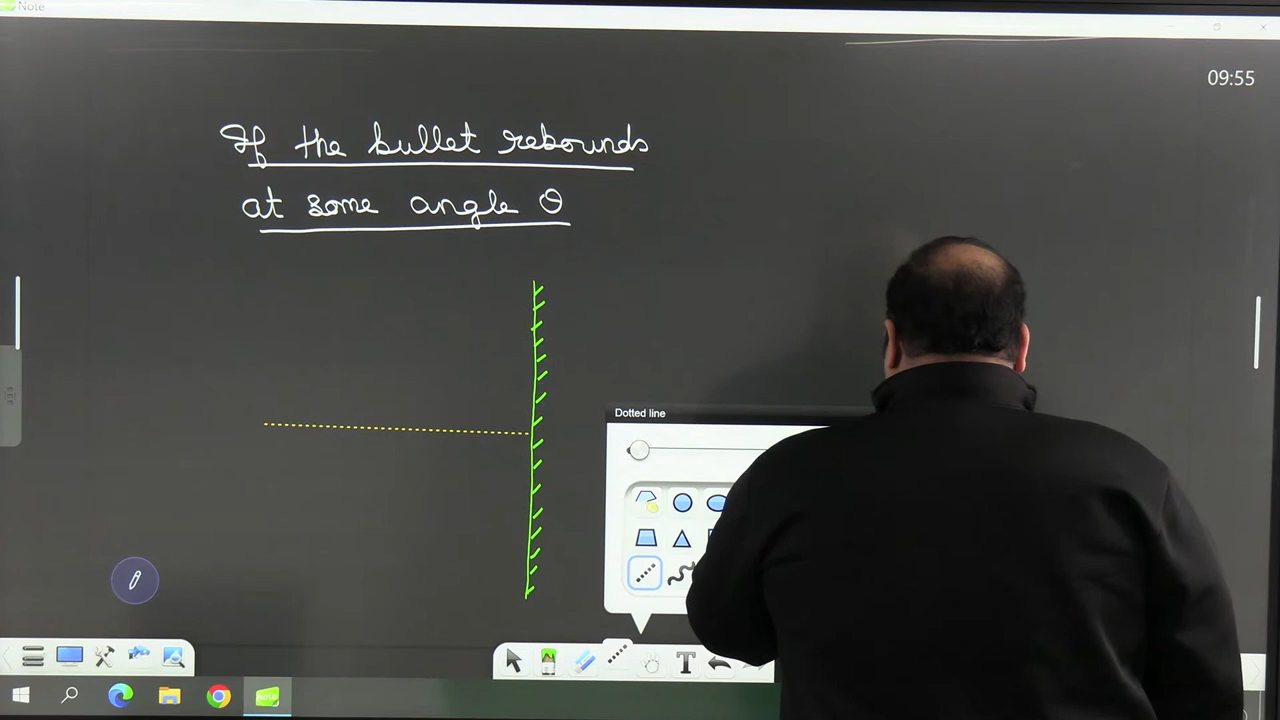 Note
09:55
If the bullet rebounds
at some angle θ
Dotted line
T